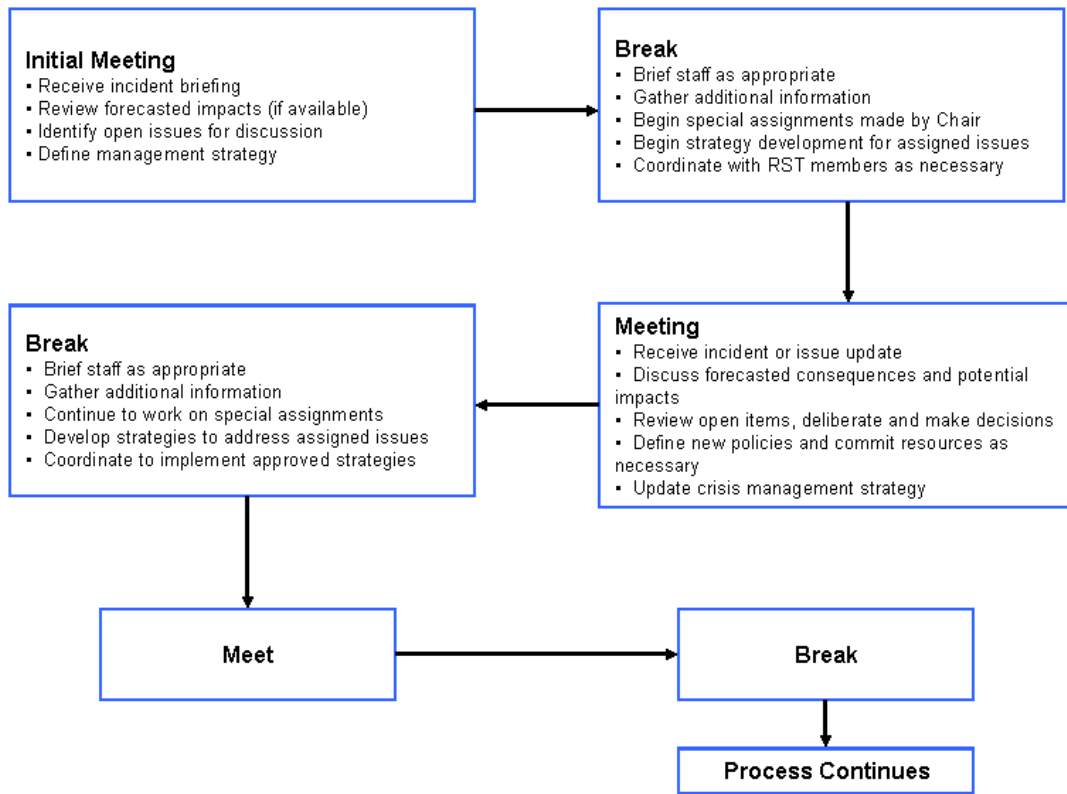 Initial Meeting
▪ Receive incident briefing
▪ Review forecasted impacts (if available)
▪ Identify open issues for discussion
▪ Define management strategy
Break
▪ Brief staff as appropriate
▪ Gather additional information
▪ Begin special assignments made by Chair
▪ Begin strategy development for assigned issues
▪ Coordinate with RST members as necessary
Meeting
▪ Receive incident or issue update
▪ Discuss forecasted consequences and potential
impacts
▪ Review open items, deliberate and make decisions
▪ Define new policies and commit resources as
necessary
▪ Update crisis management strategy
Break
▪ Brief staff as appropriate
▪ Gather additional information
▪ Continue to work on special assignments
▪ Develop strategies to address assigned issues
▪ Coordinate to implement approved strategies
Meet
Break
Process Continues